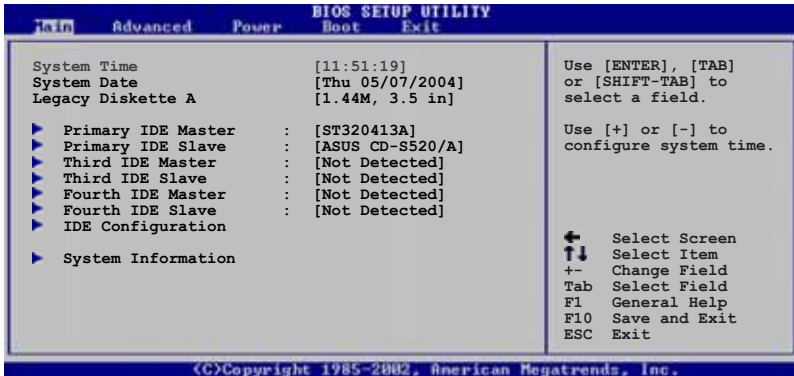 BIOS SETUP UTILITY
Main Advanced Power Boot Exit
System Time [11:51:19]
System Date [Thu 05/07/2004]
Legacy Diskette A [1.44M, 3.5 in]
Primary IDE Master : [ST320413A]
Primary IDE Slave : [ASUS CD-S520/A]
Third IDE Master : [Not Detected]
Third IDE Slave : [Not Detected]
Fourth IDE Master : [Not Detected]
Fourth IDE Slave : [Not Detected]
IDE Configuration
System Information
Use [ENTER], [TAB]
or [SHIFT-TAB] to
select a field.
Use [+] or [-] to
configure system time.
← Select Screen
↑↓ Select Item
+- Change Field
Tab Select Field
F1 General Help
F10 Save and Exit
ESC Exit
(C)Copyright 1985-2002, American Megatrends, Inc.